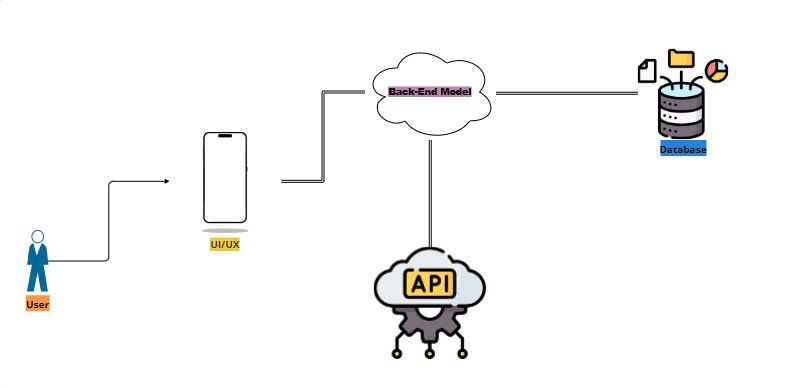 Back-End Model
Database
UI/UX
API
User